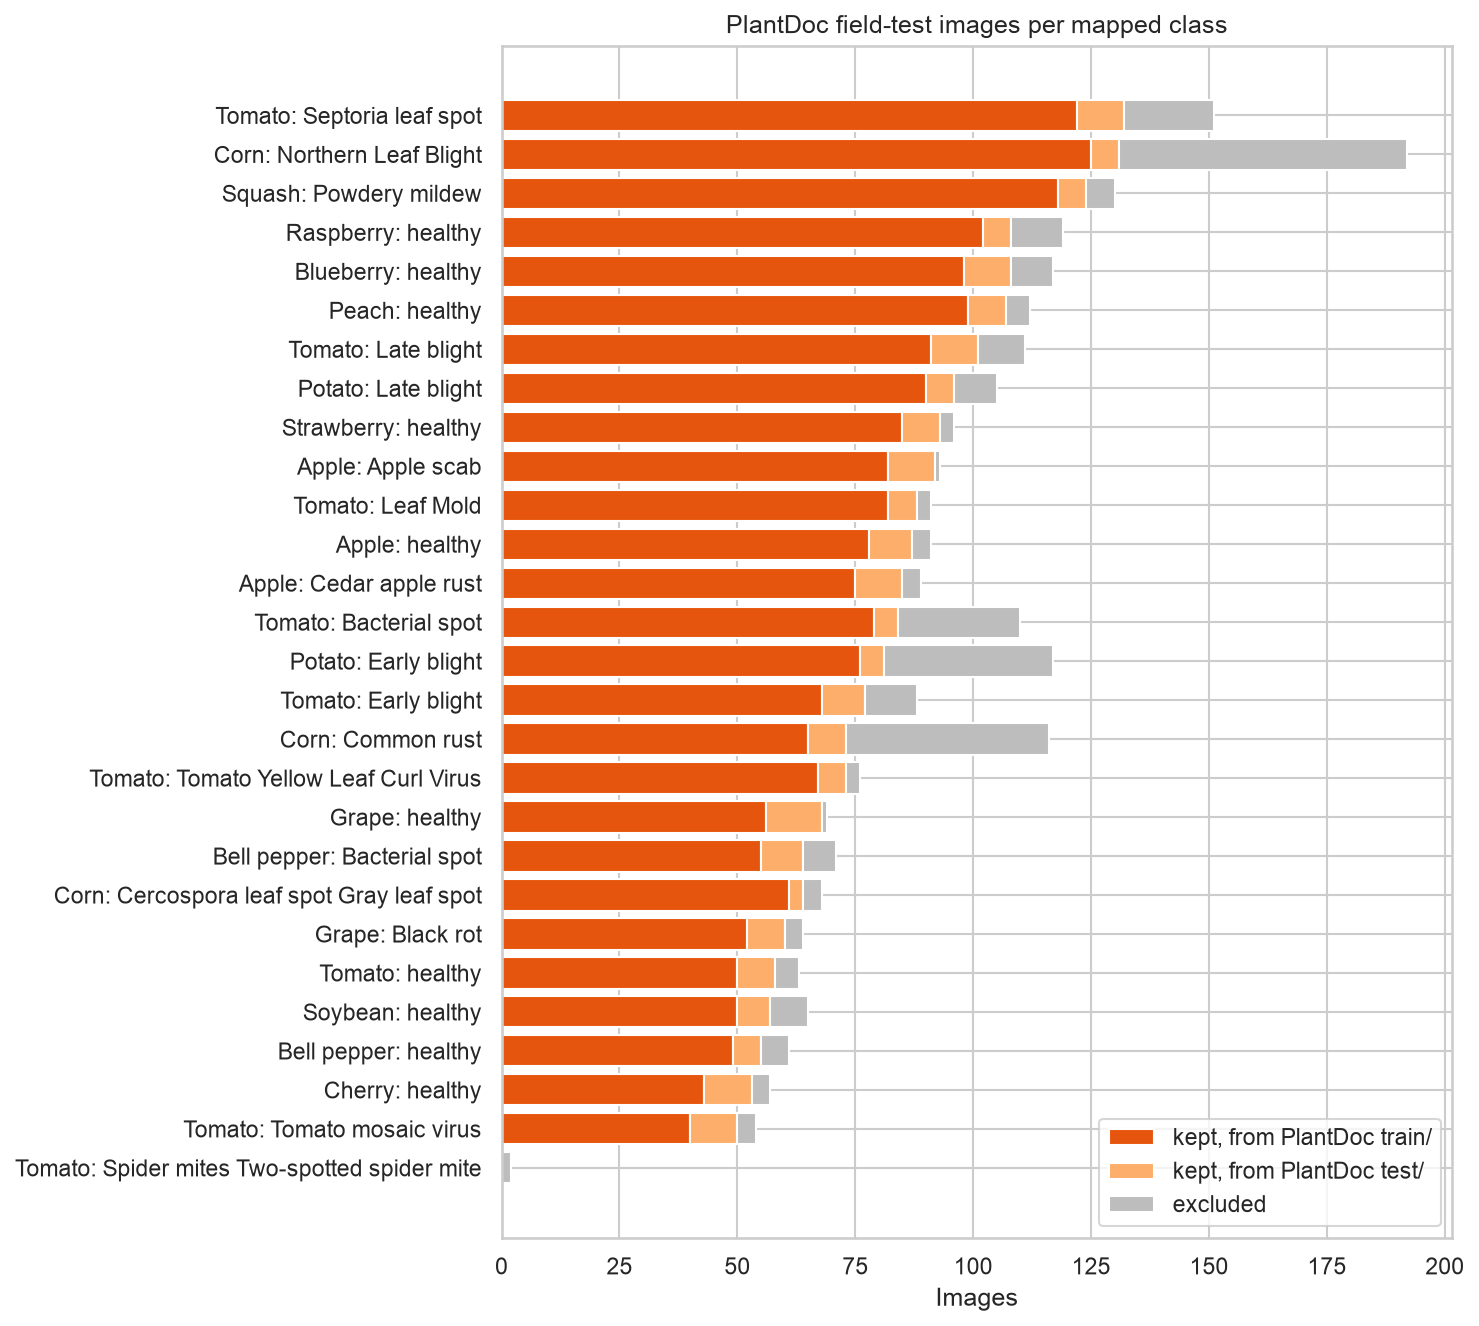 PlantDoc field-test images per mapped class
Tomato: Septoria leaf spot
Corn: Northern Leaf Blight
Squash: Powdery mildew
Raspberry: healthy
Blueberry: healthy
Peach: healthy
Tomato: Late blight
Potato: Late blight
Strawberry: healthy
Apple: Apple scab
Tomato: Leaf Mold
Apple: healthy
Apple: Cedar apple rust
Tomato: Bacterial spot
Potato: Early blight
Tomato: Early blight
Corn: Common rust
Tomato: Tomato Yellow Leaf Curl Virus
Grape: healthy
Bell pepper: Bacterial spot
Corn: Cercospora leaf spot Gray leaf spot
Grape: Black rot
Tomato: healthy
Soybean: healthy
Bell pepper: healthy
Cherry: healthy
Tomato: Tomato mosaic virus
Tomato: Spider mites Two-spotted spider mite
kept, from PlantDoc train/
kept, from PlantDoc test/
excluded
0 25 50 75 100 125 150 175 200
Images